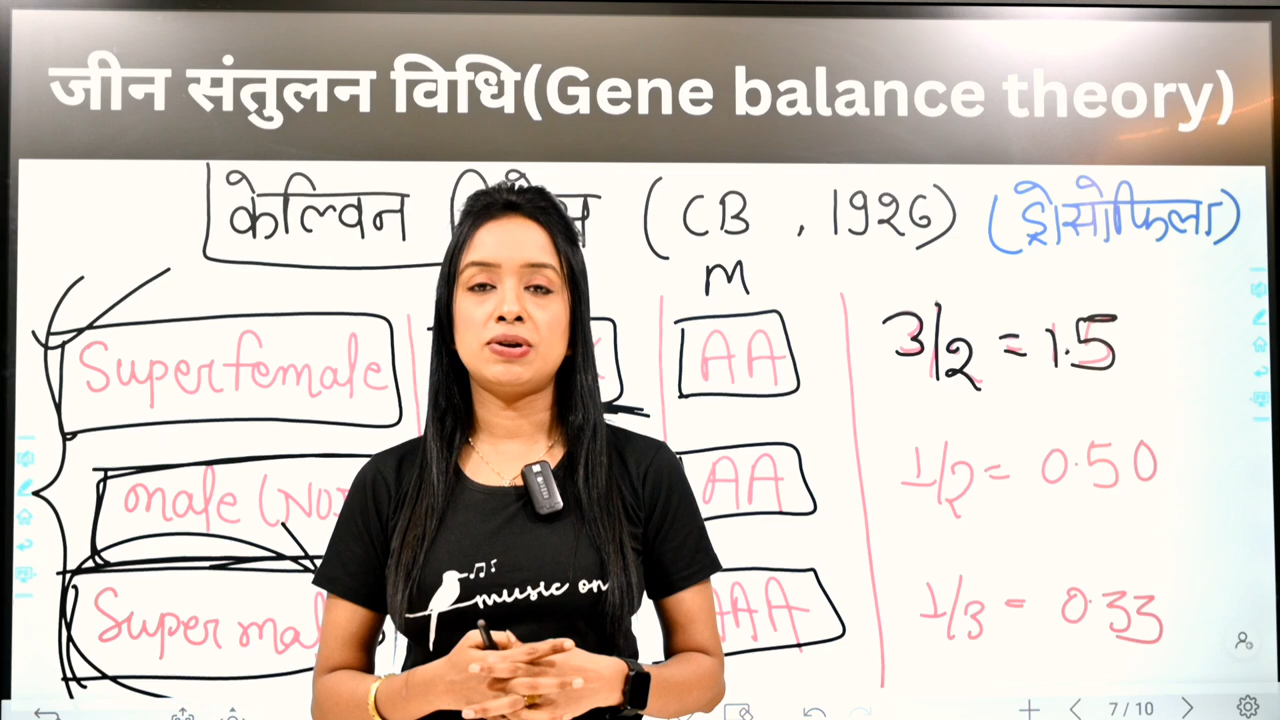 जीन संतुलन विधि(Gene balance theory)
केल्विन (CB , 1926) (ड्रोसोफिला)
M
Superfemale AA 3/2 = 1.5
male AA 1/2 = 0.50
Super AAA 1/3 = 0.33
music on
7/10